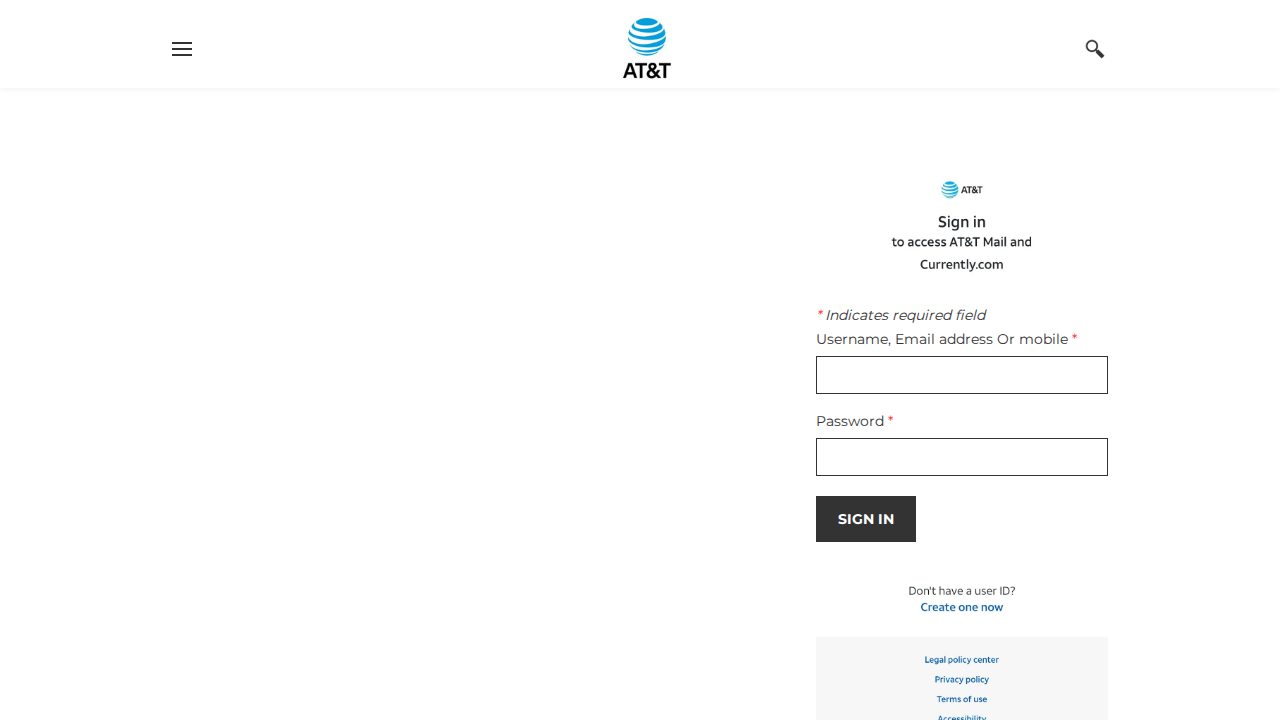 AT&T
AT&T
Sign in
to access AT&T Mail and
Currently.com
* Indicates required field
Username, Email address Or mobile *
Password *
SIGN IN
Don't have a user ID?
Create one now
Legal policy center
Privacy policy
Terms of use
Accessibility